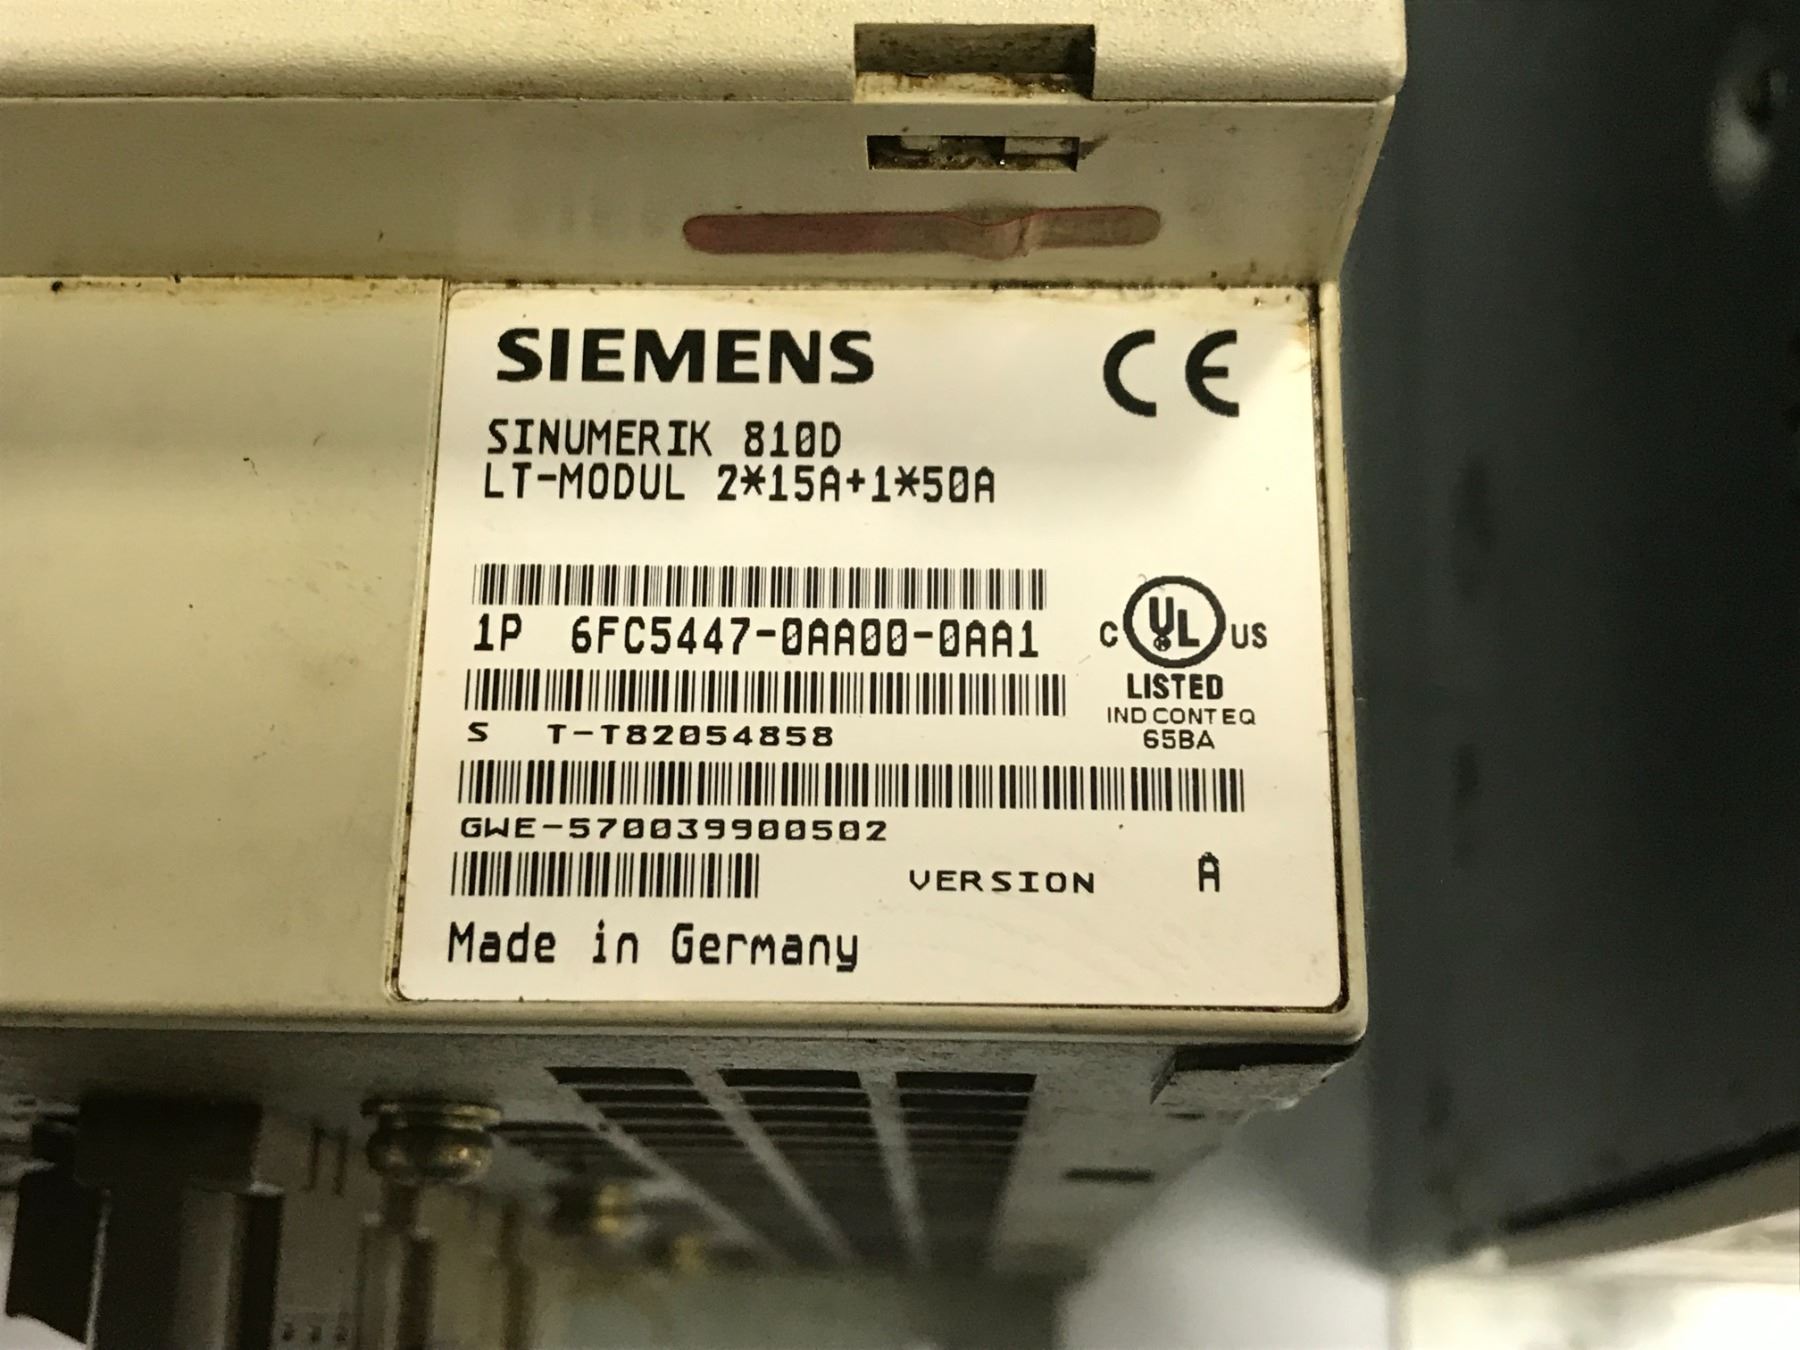 SIEMENS
CE
SINUMERIK 810D
LT-MODUL 2*15A+1*50A
1P 6FC5447-0AA00-0AA1
C UL US
LISTED
IND CONT EQ
65BA
S T-T82054858
GWE-570039900502
VERSION A
Made in Germany